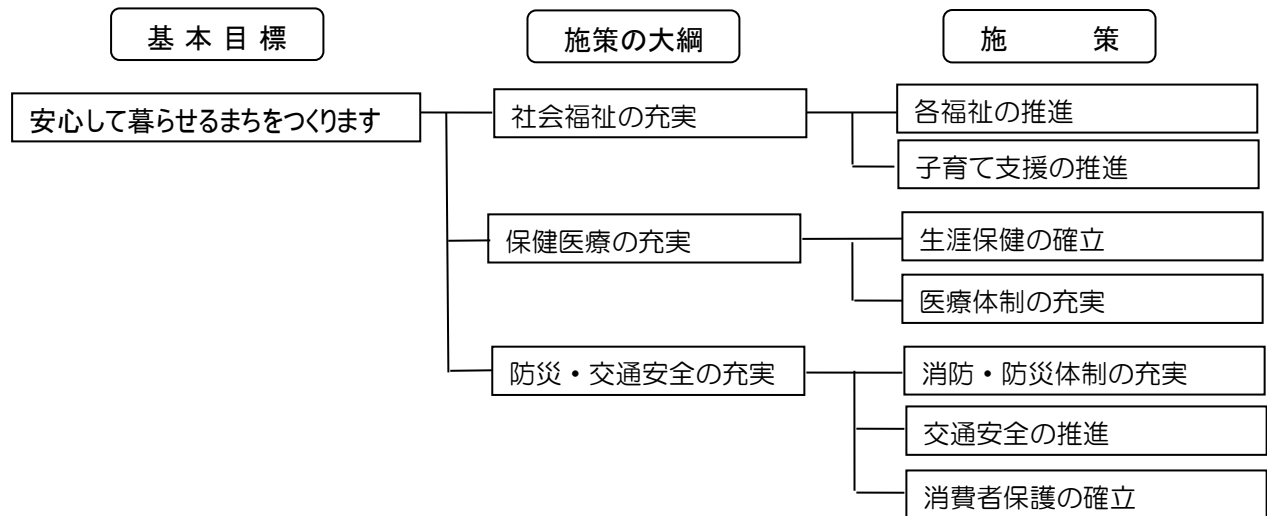 基本目標
施策の大綱
施　　策
安心して暮らせるまちをつくります
社会福祉の充実
各福祉の推進
子育て支援の推進
保健医療の充実
生涯保健の確立
医療体制の充実
防災・交通安全の充実
消防・防災体制の充実
交通安全の推進
消費者保護の確立